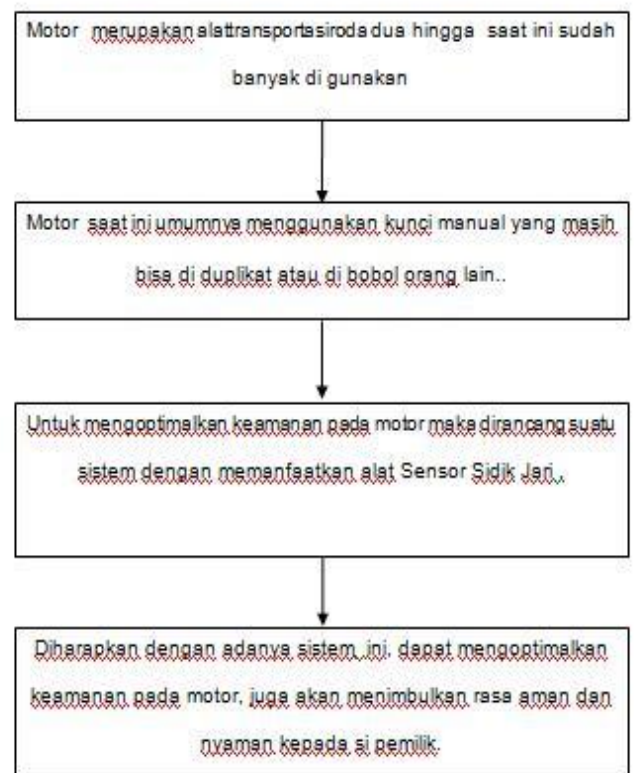 Motor merupakan alattransportasiroda dua hingga saat ini sudah
banyak di gunakan
Motor saat ini umumnya menggunakan kunci manual yang masih
bisa di duplikat atau di bobol orang lain..
Untuk mengoptimalkan keamanan pada motor maka dirancang suatu
sistem dengan memanfaatkan alat Sensor Sidik Jari..
Diharapkan dengan adanya sistem ini, dapat mengoptimalkan
keamanan pada motor, juga akan menimbulkan rasa aman dan
nyaman kepada si pemilik.